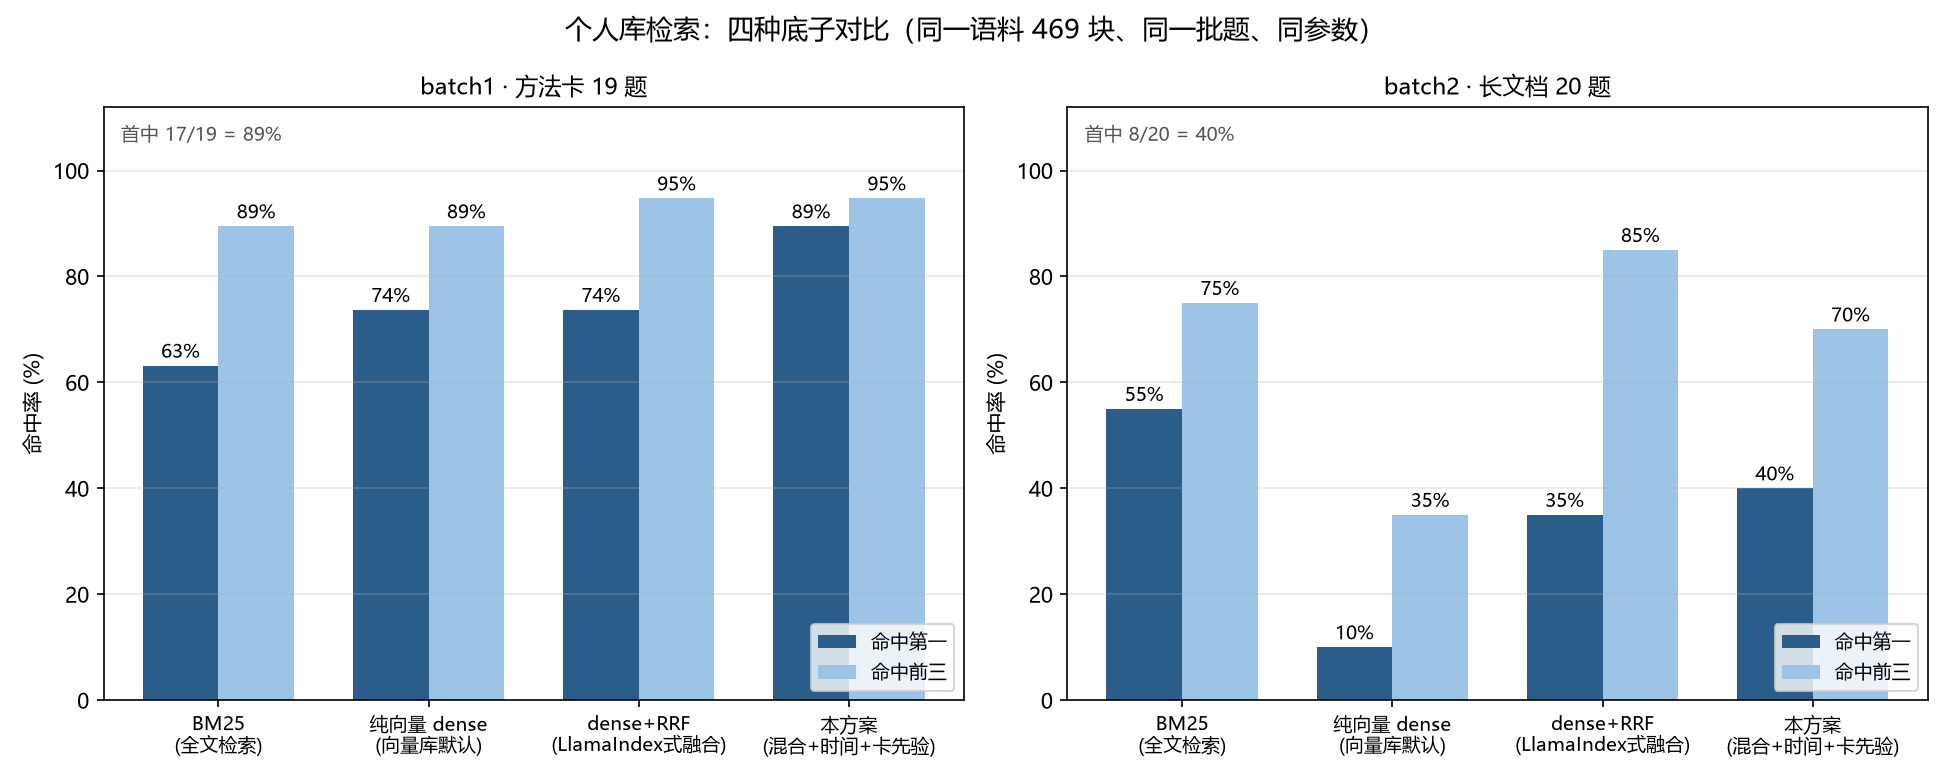 个人库检索：四种底子对比（同一语料 469 块、同一批题、同参数）
batch1 · 方法卡 19 题
首中 17/19 = 89%
命中率 (%)
100
80
60
40
20
0
63%
89%
74%
89%
74%
95%
89%
95%
命中第一
命中前三
BM25
(全文检索)
纯向量 dense
(向量库默认)
dense+RRF
(LlamaIndex式融合)
本方案
(混合+时间+卡先验)
batch2 · 长文档 20 题
首中 8/20 = 40%
命中率 (%)
100
80
60
40
20
0
55%
75%
10%
35%
35%
85%
40%
70%
命中第一
命中前三
BM25
(全文检索)
纯向量 dense
(向量库默认)
dense+RRF
(LlamaIndex式融合)
本方案
(混合+时间+卡先验)